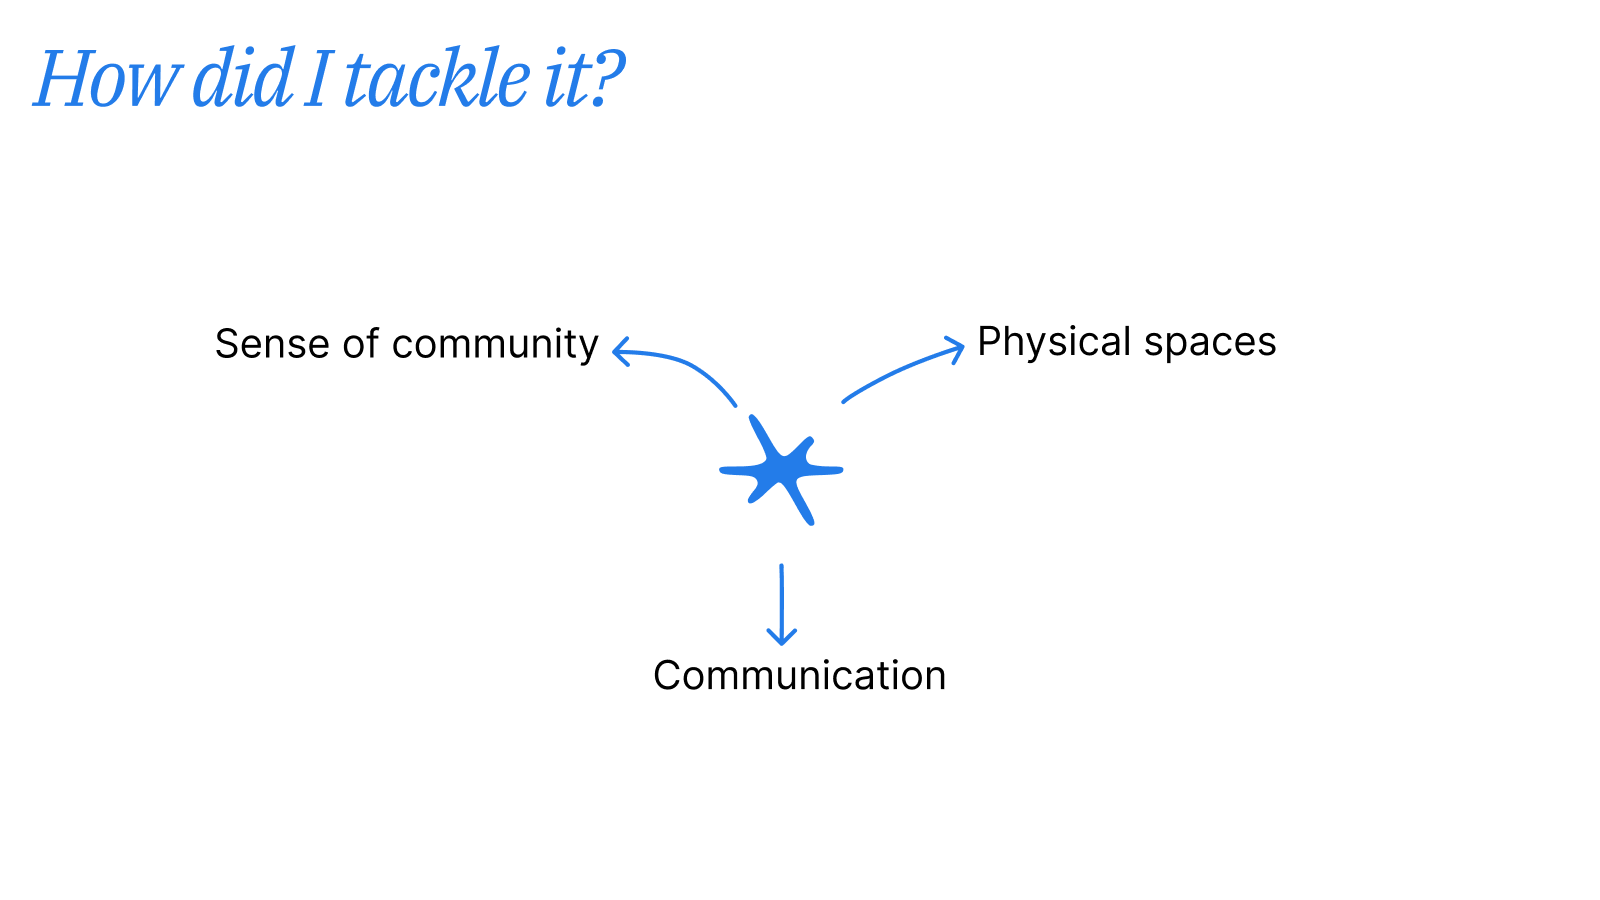 How did I tackle it?
Sense of community
Physical spaces
Communication